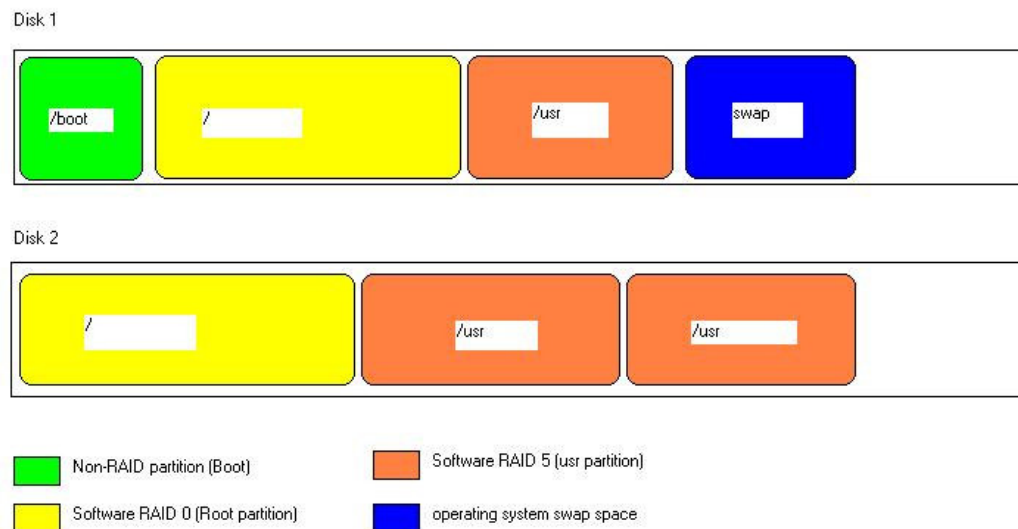 Disk 1
/boot
/
/usr
swap
Disk 2
/
/usr
/usr
Non-RAID partition (Boot)
Software RAID 5 (usr partition)
Software RAID 0 (Root partition)
operating system swap space